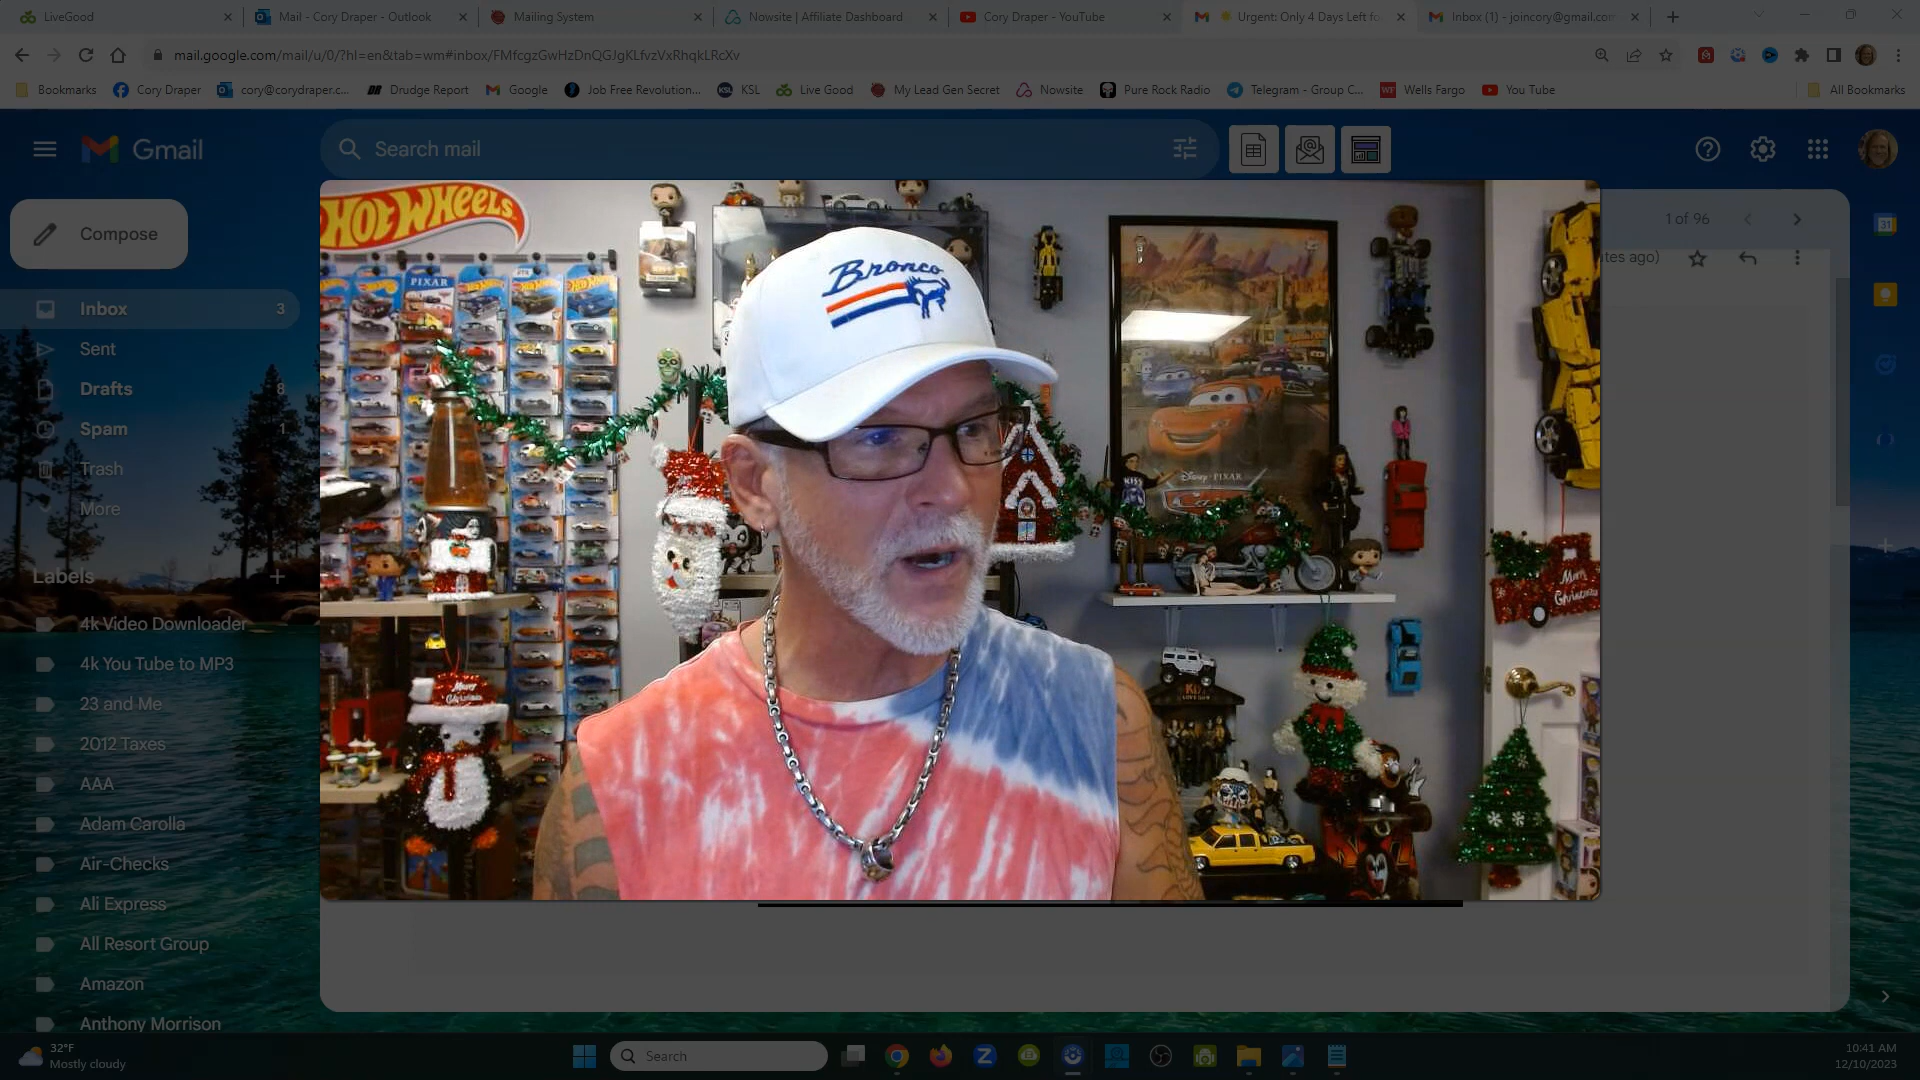 LiveGood
Mail - Cory Draper - Outlook
Mailing System
Nowsite | Affiliate Dashboard
Cory Draper - YouTube
Urgent: Only 4 Days Left fo
Inbox (1) - joincory@gmail.com
mail.google.com/mail/u/0/?hl=en&tab=wm#inbox/FMfcgzGwHzDnQGJgKLfvzVxRhqkLRcXv
Bookmarks
Cory Draper
cory@corydraper.c...
Drudge Report
Google
Job Free Revolution...
KSL
Live Good
My Lead Gen Secret
Nowsite
Pure Rock Radio
Telegram - Group C...
Wells Fargo
You Tube
All Bookmarks
Gmail
Search mail
Compose
1 of 96
tes ago)
Inbox 3
Sent
Drafts 8
Spam 1
Trash
More
Labels
4k Video Downloader
4k You Tube to MP3
23 and Me
2012 Taxes
AAA
Adam Carolla
Air-Checks
Ali Express
All Resort Group
Amazon
Anthony Morrison
HOT WHEELS
PIXAR
Bronco
Disney PIXAR
Cars
KISS
Merry
Christmas
Merry
Christmas
32°F
Mostly cloudy
Search
10:41 AM
12/10/2023